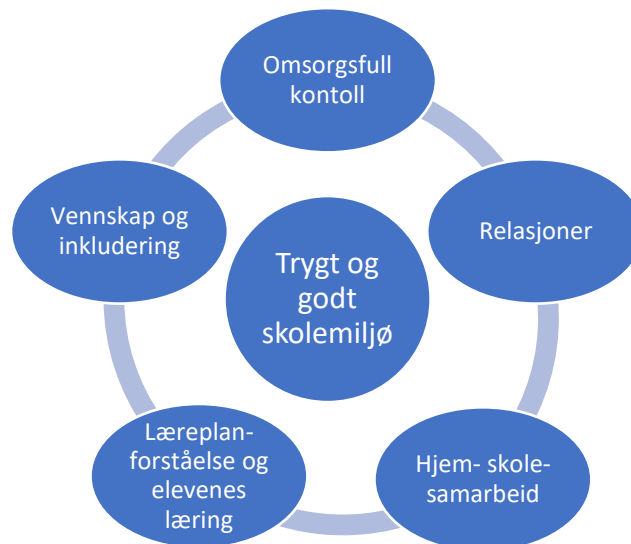 Omsorgsfull
kontoll
Relasjoner
Hjem- skole-
samarbeid
Læreplan-
forståelse og
elevenes
læring
Vennskap og
inkludering
Trygt og
godt
skolemiljø